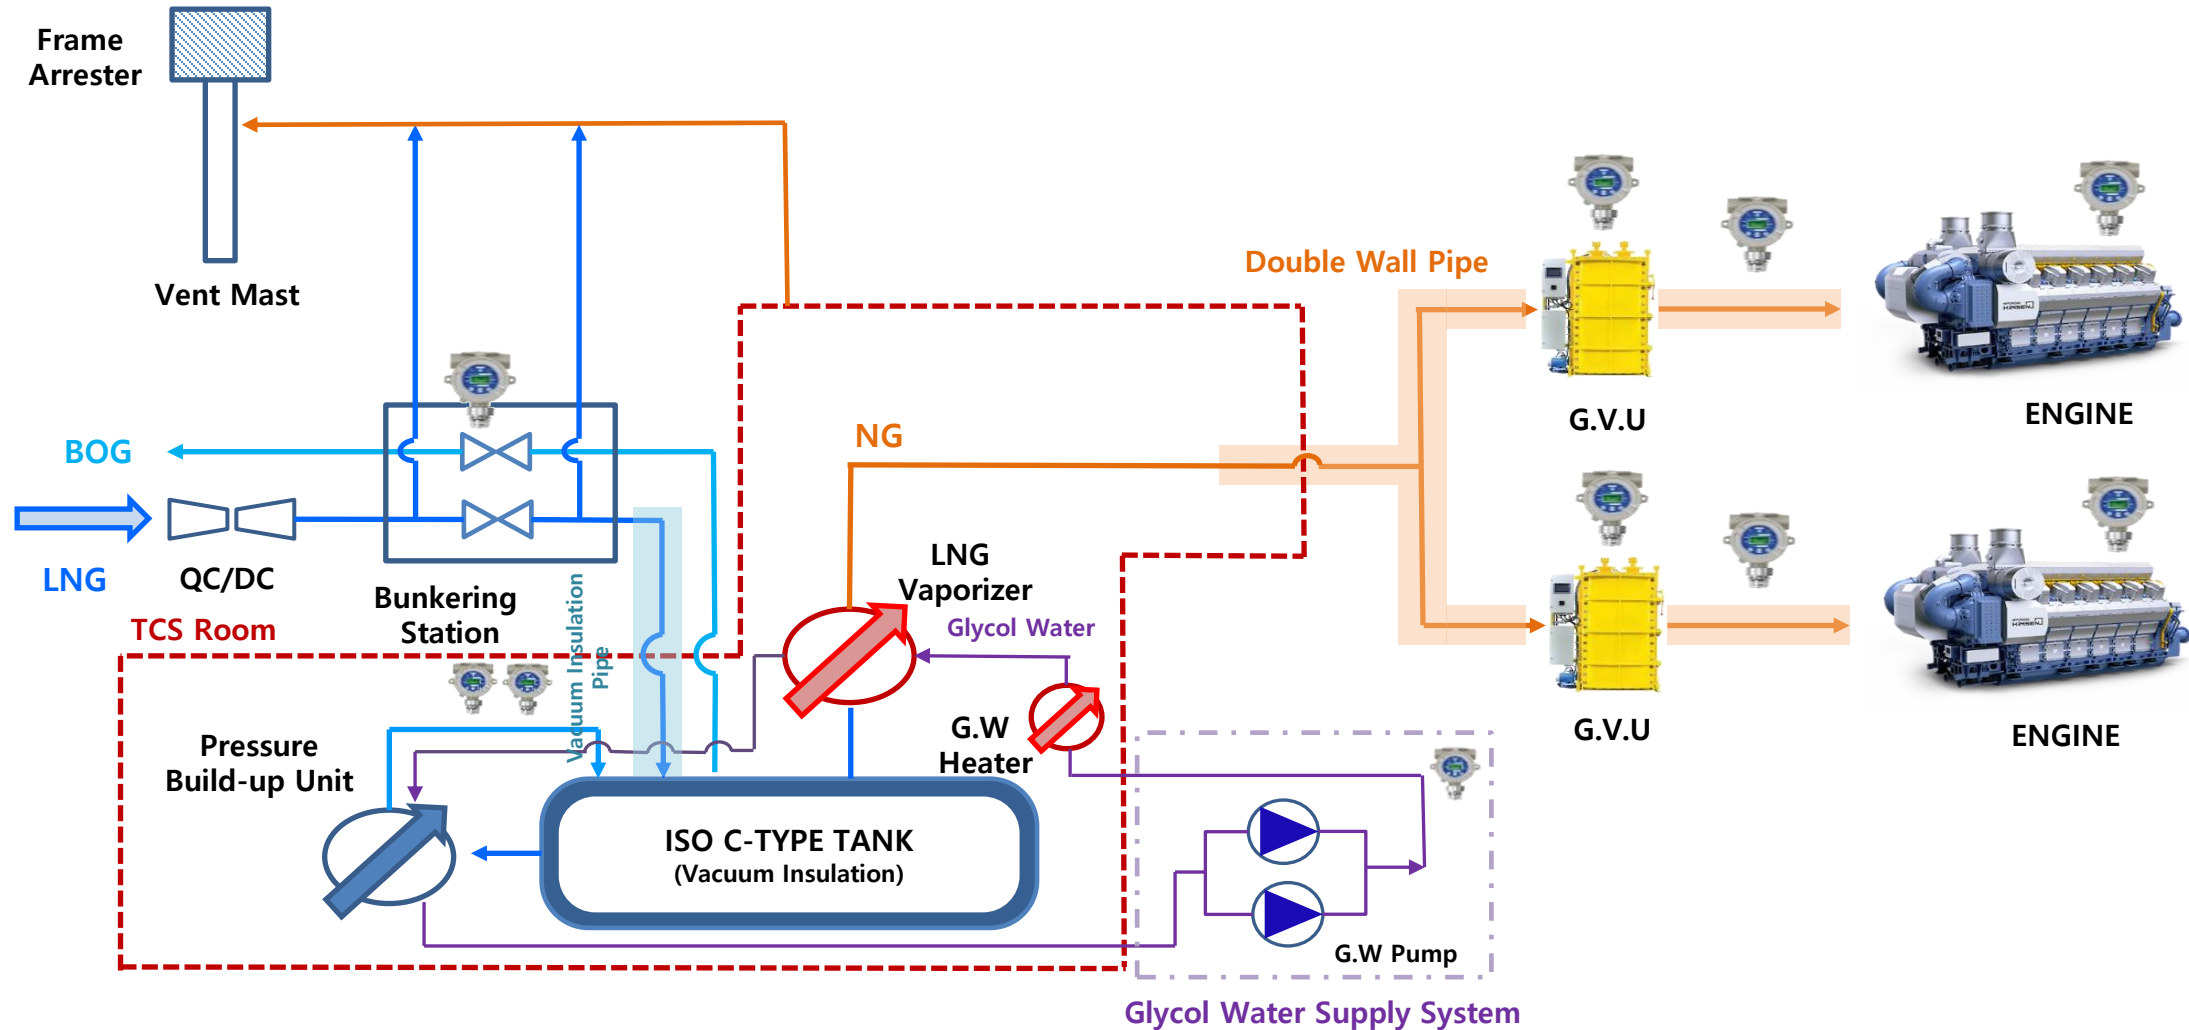 Frame
Arrester
Vent Mast
BOG
LNG
QC/DC
Bunkering
Station
TCS Room
Vacuum Insulation
Pipe
NG
LNG
Vaporizer
Glycol Water
G.W
Heater
Pressure
Build-up Unit
ISO C-TYPE TANK
(Vacuum Insulation)
G.W Pump
Glycol Water Supply System
Double Wall Pipe
G.V.U
ENGINE
G.V.U
ENGINE
HiMSEN
HiMSEN